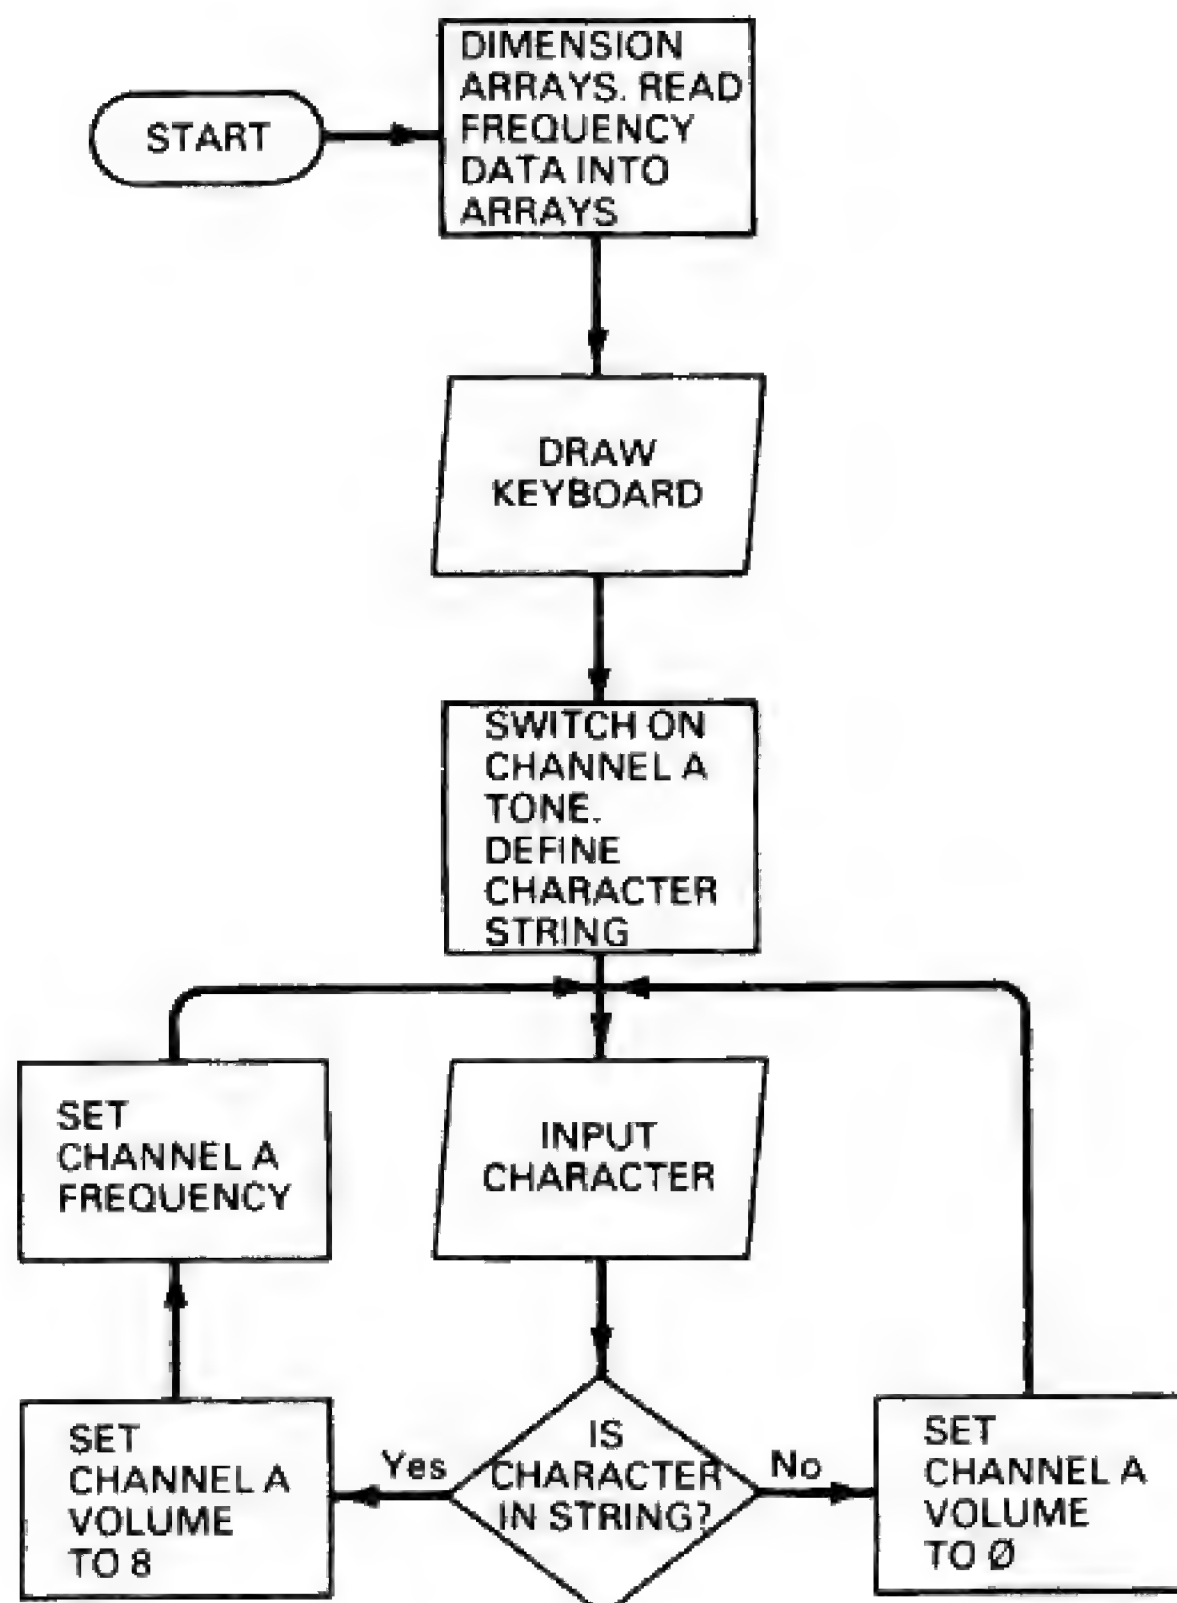 START
DIMENSION
ARRAYS. READ
FREQUENCY
DATA INTO
ARRAYS
DRAW
KEYBOARD
SWITCH ON
CHANNEL A
TONE.
DEFINE
CHARACTER
STRING
INPUT
CHARACTER
IS
CHARACTER
IN STRING?
Yes
SET
CHANNEL A
VOLUME
TO 8
SET
CHANNEL A
FREQUENCY
No
SET
CHANNEL A
VOLUME
TO Ø